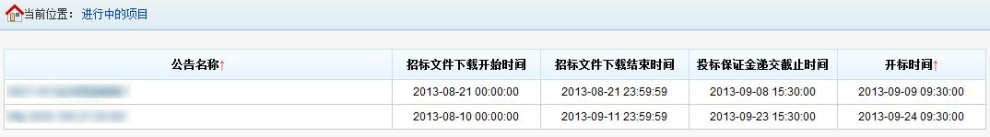 当前位置： 进行中的项目
公告名称↑ 招标文件下载开始时间 招标文件下载结束时间 投标保证金递交截止时间 开标时间↑
2013-08-21 00:00:00 2013-08-21 23:59:59 2013-09-08 15:30:00 2013-09-09 09:30:00
2013-08-10 00:00:00 2013-09-11 23:59:59 2013-09-23 15:30:00 2013-09-24 09:30:00